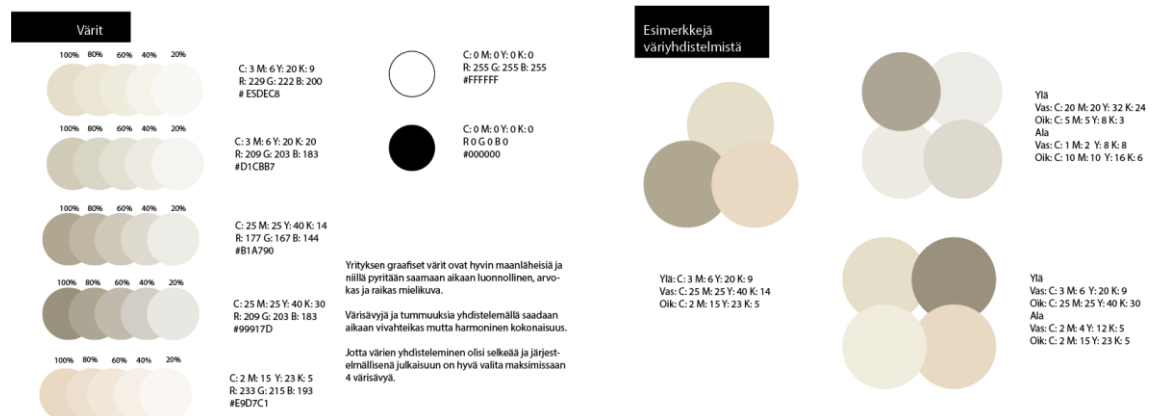 Värit
100% 80% 60% 40% 20%
C: 3 M: 6 Y: 20 K: 9
R: 229 G: 222 B: 200
# E5DEC8
100% 80% 60% 40% 20%
C: 3 M: 6 Y: 20 K: 20
R: 209 G: 203 B: 183
#D1CBB7
100% 80% 60% 40% 20%
C: 25 M: 25 Y: 40 K: 14
R: 177 G: 167 B: 144
#B1A790
100% 80% 60% 40% 20%
C: 25 M: 25 Y: 40 K: 30
R: 209 G: 203 B: 183
#99917D
100% 80% 60% 40% 20%
C: 2 M: 15 Y: 23 K: 5
R: 233 G: 215 B: 193
#E9D7C1
C: 0 M: 0 Y: 0 K: 0
R: 255 G: 255 B: 255
#FFFFFF
C: 0 M: 0 Y: 0 K: 0
R 0 G 0 B 0
#000000
Yrityksen graafiset värit ovat hyvin maanläheisiä ja
niillä pyritään saamaan aikaan luonnollinen, arvo-
kas ja raikas mielikuva.
Värisävyjä ja tummuuksia yhdistelemällä saadaan
aikaan vivahteikas mutta harmoninen kokonaisuus.
Jotta värien yhdisteleminen olisi selkeää ja järjest-
elmällisenä julkaisuun on hyvä valita maksimissaan
4 värisävyä.
Esimerkkejä
väriyhdistelmistä
Ylä: C: 3 M: 6 Y: 20 K: 9
Vas: C: 25 M: 25 Y: 40 K: 14
Oik: C: 2 M: 15 Y: 23 K: 5
Ylä
Vas: C: 20 M: 20 Y: 32 K: 24
Oik: C: 5 M: 5 Y: 8 K: 3
Ala
Vas: C: 1 M: 2 Y: 8 K: 8
Oik: C: 10 M: 10 Y: 16 K: 6
Ylä
Vas: C: 3 M: 6 Y: 20 K: 9
Oik: C: 25 M: 25 Y: 40 K: 30
Ala
Vas: C: 2 M: 4 Y: 12 K: 5
Oik: C: 2 M: 15 Y: 23 K: 5